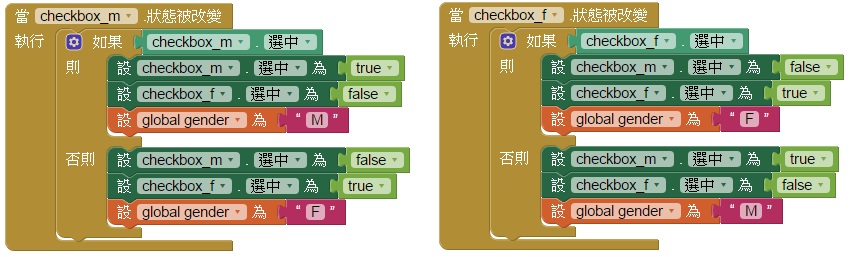 當 checkbox_m .狀態被改變
執行 如果 checkbox_m . 選中
則 設 checkbox_m . 選中 為 true
設 checkbox_f . 選中 為 false
設 global gender 為 “ M ”
否則 設 checkbox_m . 選中 為 false
設 checkbox_f . 選中 為 true
設 global gender 為 “ F ”
當 checkbox_f .狀態被改變
執行 如果 checkbox_f . 選中
則 設 checkbox_m . 選中 為 false
設 checkbox_f . 選中 為 true
設 global gender 為 “ F ”
否則 設 checkbox_m . 選中 為 true
設 checkbox_f . 選中 為 false
設 global gender 為 “ M ”